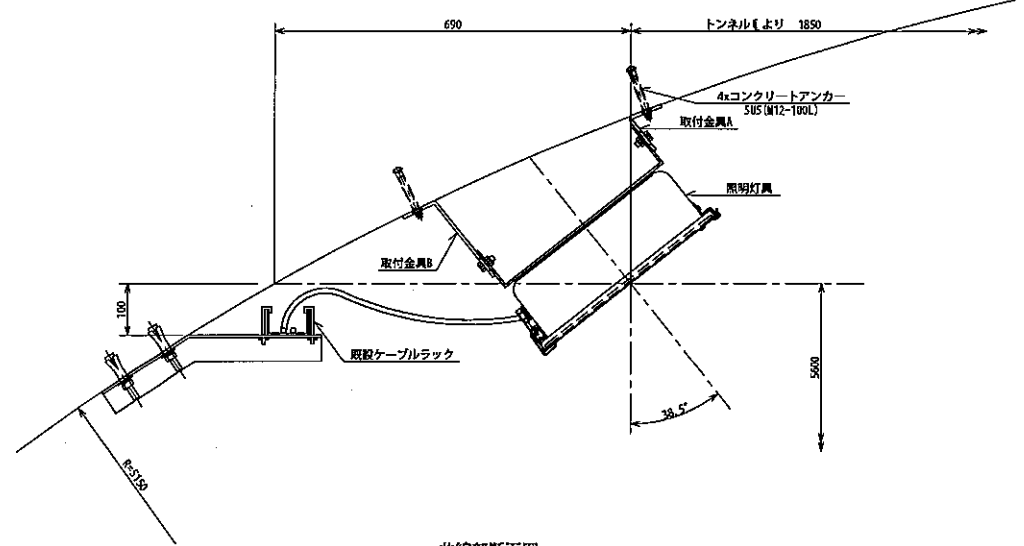 690
トンネル℄より 1850
4xコンクリートアンカー
SUS(M12-100L)
取付金具A
照明灯具
取付金具B
100
既設ケーブルラック
5600
38.5°
R=5150